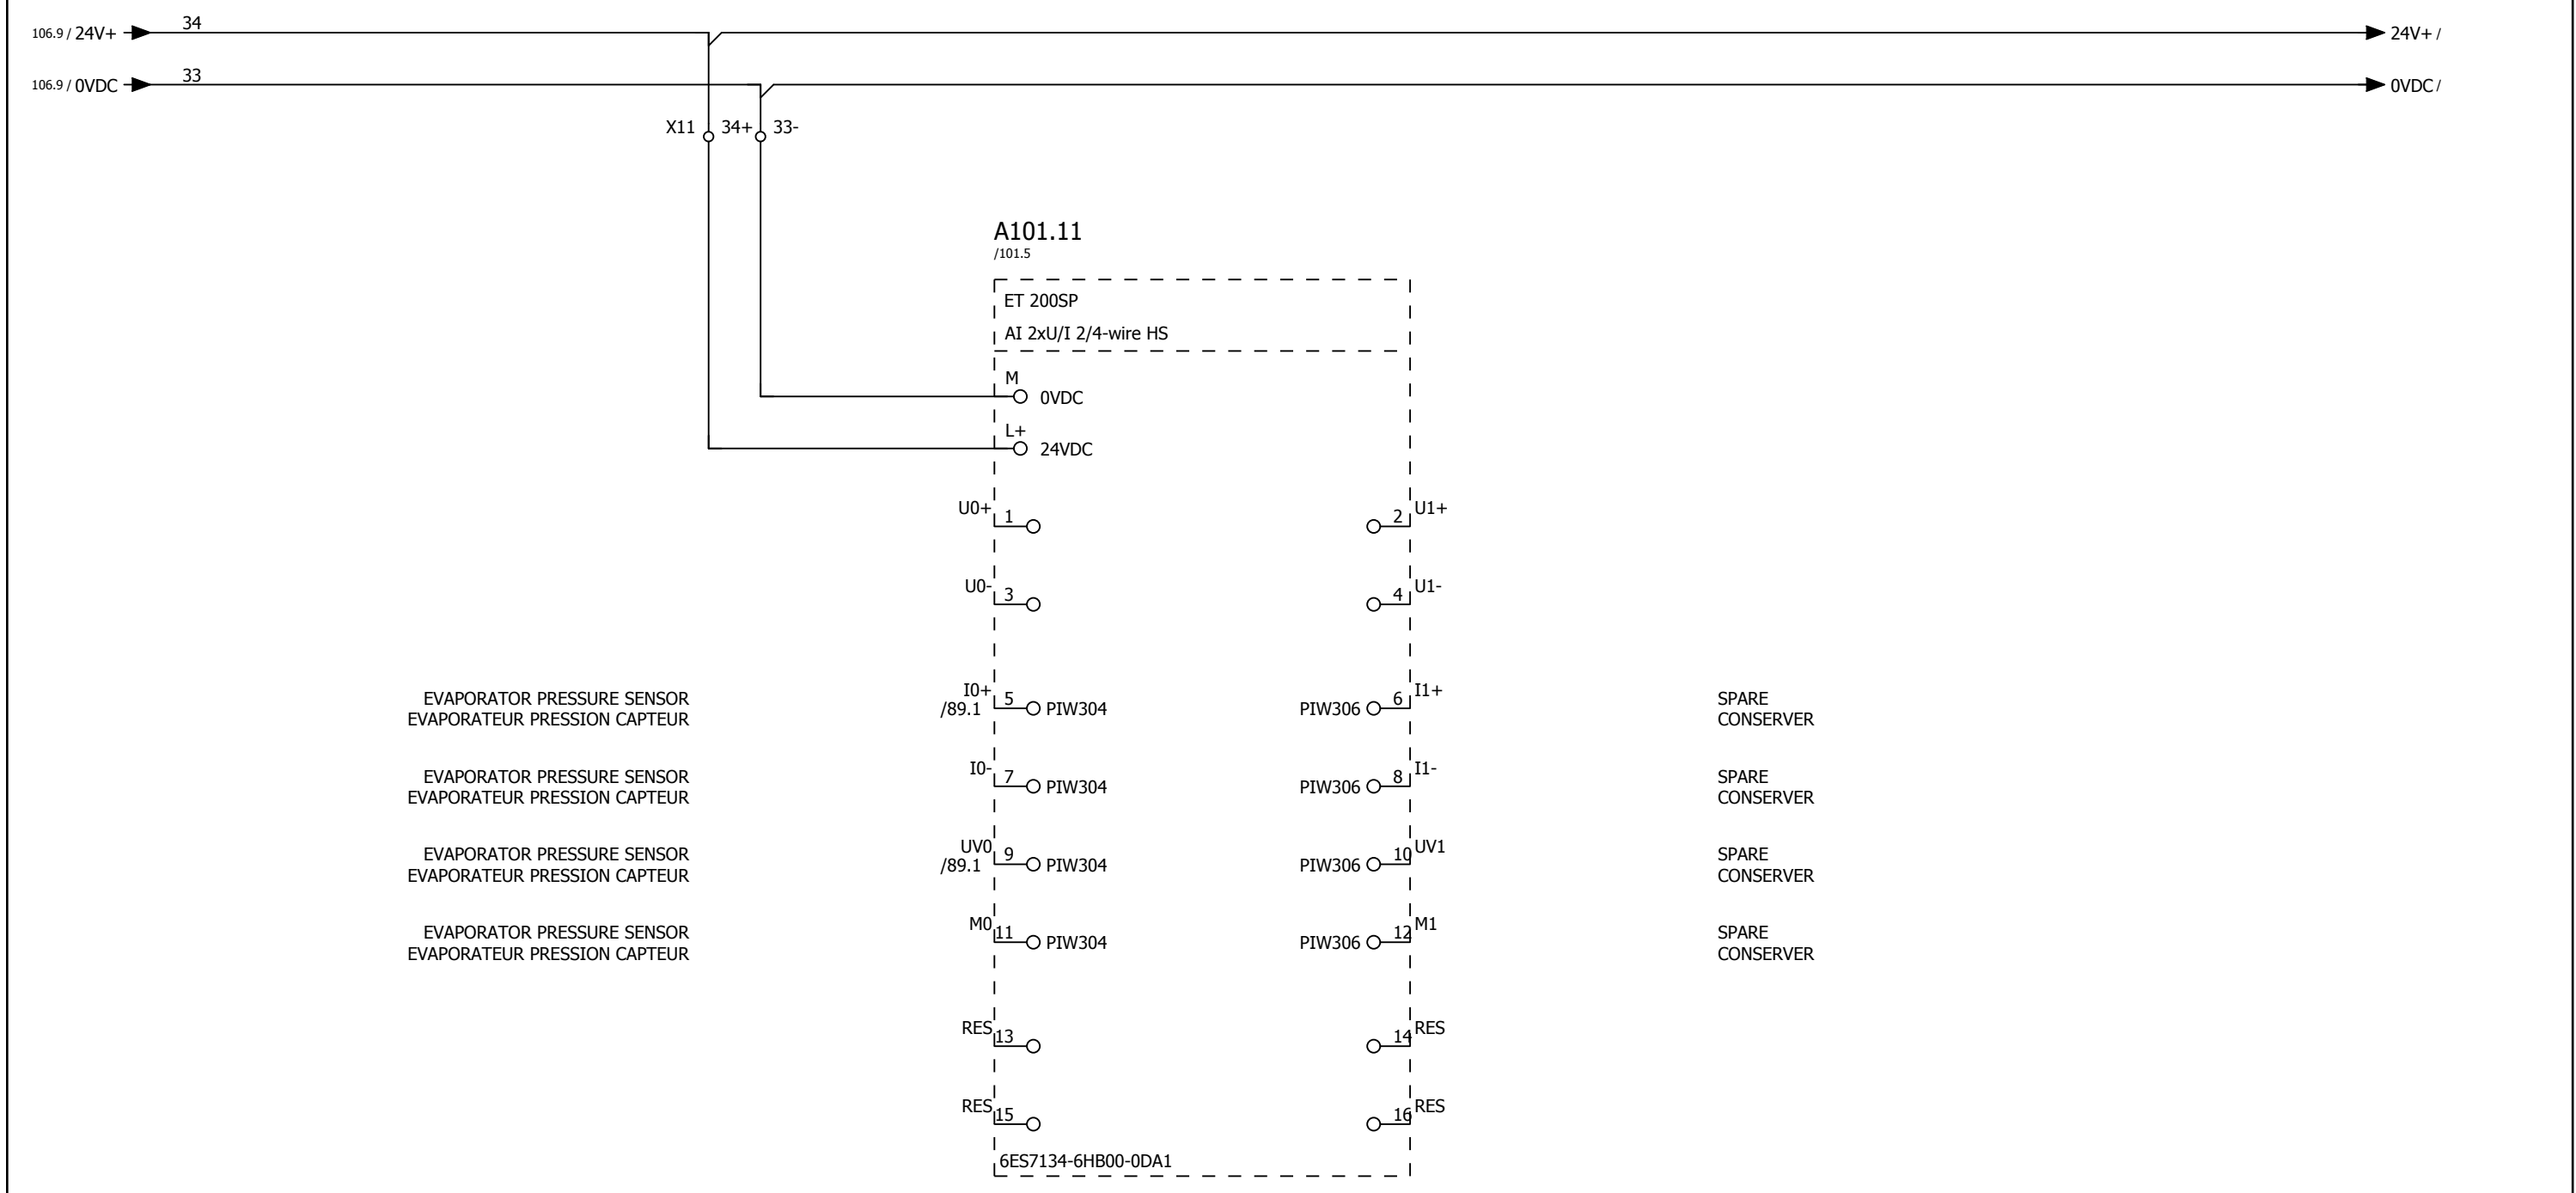 34
106.9 / 24V+
24V+ /
33
106.9 / 0VDC
0VDC /
X11
34+
33-
A101.11
/101.5
ET 200SP
AI 2xU/I 2/4-wire HS
M
0VDC
L+
24VDC
U0+
1
2
U1+
U0-
3
4
U1-
EVAPORATOR PRESSURE SENSOR
EVAPORATEUR PRESSION CAPTEUR
I0+
/89.1
5
PIW304
PIW306
6
I1+
SPARE
CONSERVER
EVAPORATOR PRESSURE SENSOR
EVAPORATEUR PRESSION CAPTEUR
I0-
7
PIW304
PIW306
8
I1-
SPARE
CONSERVER
EVAPORATOR PRESSURE SENSOR
EVAPORATEUR PRESSION CAPTEUR
UV0
/89.1
9
PIW304
PIW306
10
UV1
SPARE
CONSERVER
EVAPORATOR PRESSURE SENSOR
EVAPORATEUR PRESSION CAPTEUR
M0
11
PIW304
PIW306
12
M1
SPARE
CONSERVER
RES
13
14
RES
RES
15
16
RES
6ES7134-6HB00-0DA1